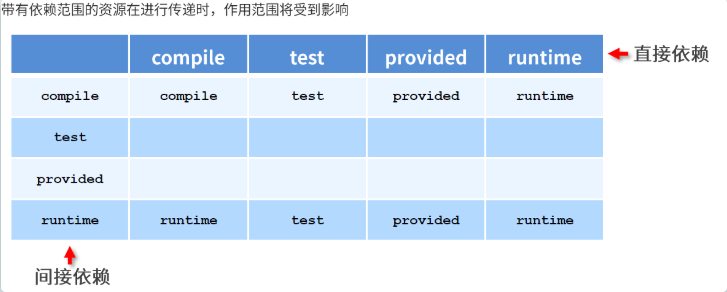 带有依赖范围的资源在进行传递时，作用范围将受到影响
compile test provided runtime 直接依赖
compile compile test provided runtime
test
provided
runtime runtime test provided runtime
间接依赖